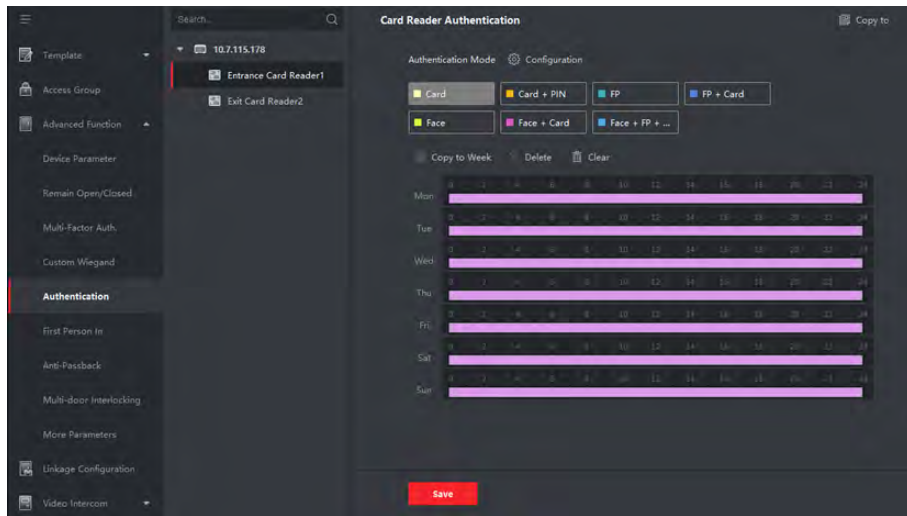 Search...
Card Reader Authentication
Copy to
Template
10.7.115.178
Authentication Mode
Configuration
Entrance Card Reader1
Access Group
Card
Card + PIN
FP
FP + Card
Exit Card Reader2
Advanced Function
Face
Face + Card
Face + FP + ...
Device Parameter
Copy to Week
Delete
Clear
Remain Open/Closed
Mon
Multi-Factor Auth.
Tue
Custom Wiegand
Wed
Authentication
Thu
First Person In
Fri
Anti-Passback
Sat
Multi-door Interlocking
Sun
More Parameters
Linkage Configuration
Save
Video Intercom